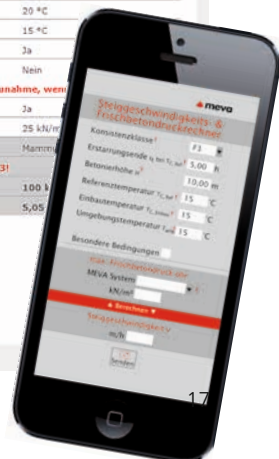 20 °C
15 °C
Ja
Nein
nahme, wenn
Ja
25 kN/m
Mammu
3!
100 k
5,05
meva
Steiggeschwindigkeits- &
Frischbetondruckrechner
Konsistenzklasse¹ F3
Erstarrungsende 5,00 h
Betonierhöhe 10,00 m
Referenztemperatur 15 °C
Einbautemperatur 15 °C
Umgebungstemperatur 15 °C
Besondere Bedingungen
MEVA System
kN/m²
▲ Berechnen ▼
Steiggeschwindigkeit v
m/h
Senden
17